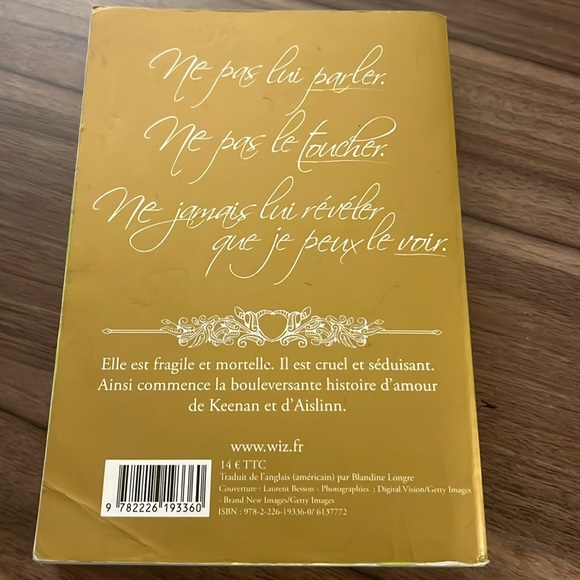 Ne pas lui parler.
Ne pas le toucher.
Ne jamais lui révéler
que je peux le voir.
Elle est fragile et mortelle. Il est cruel et séduisant.
Ainsi commence la bouleversante histoire d'amour
de Keenan et d'Aislinn.
www.wiz.fr
14 € TTC
Traduit de l'anglais (américain) par Blandine Longre
Couverture : Laurent Besson - Photographies : Digital Vision/Getty Images
- Brand New Images/Getty Images
ISBN : 978-2-226-19336-0/ 6137772
9 782226 193360